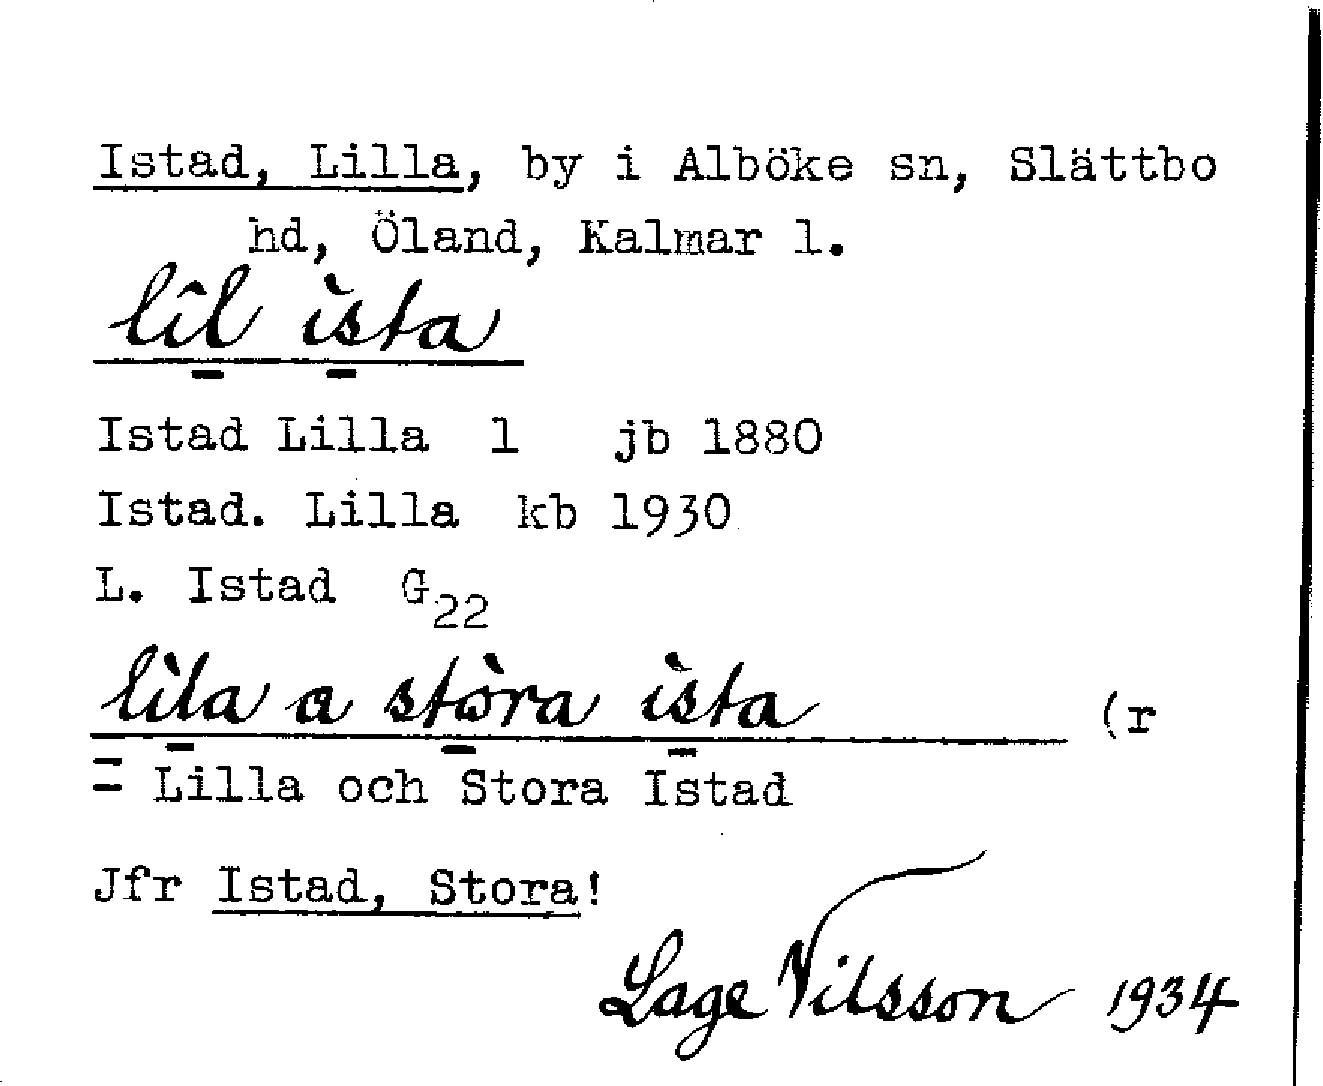 Istad, Lilla, by i Alböke sn, Slättbo
hd, Öland, Kalmar l.
lîl ìsta
Istad Lilla 1 jb 1880
Istad. Lilla kb 1930
L. Istad G22
lìla a stòra ìsta (r
= Lilla och Stora Istad
Jfr Istad, Stora!
Lage Nilsson 1934